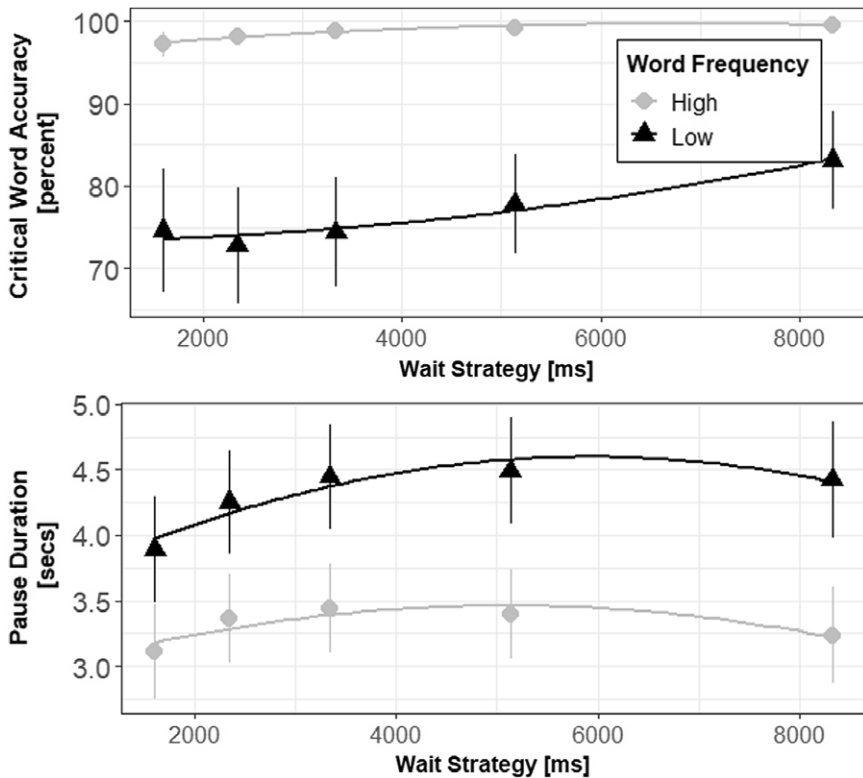 Critical Word Accuracy
[percent]
100
90
80
70
Word Frequency
High
Low
2000 4000 6000 8000
Wait Strategy [ms]
Pause Duration
[secs]
5.0
4.5
4.0
3.5
3.0
2000 4000 6000 8000
Wait Strategy [ms]